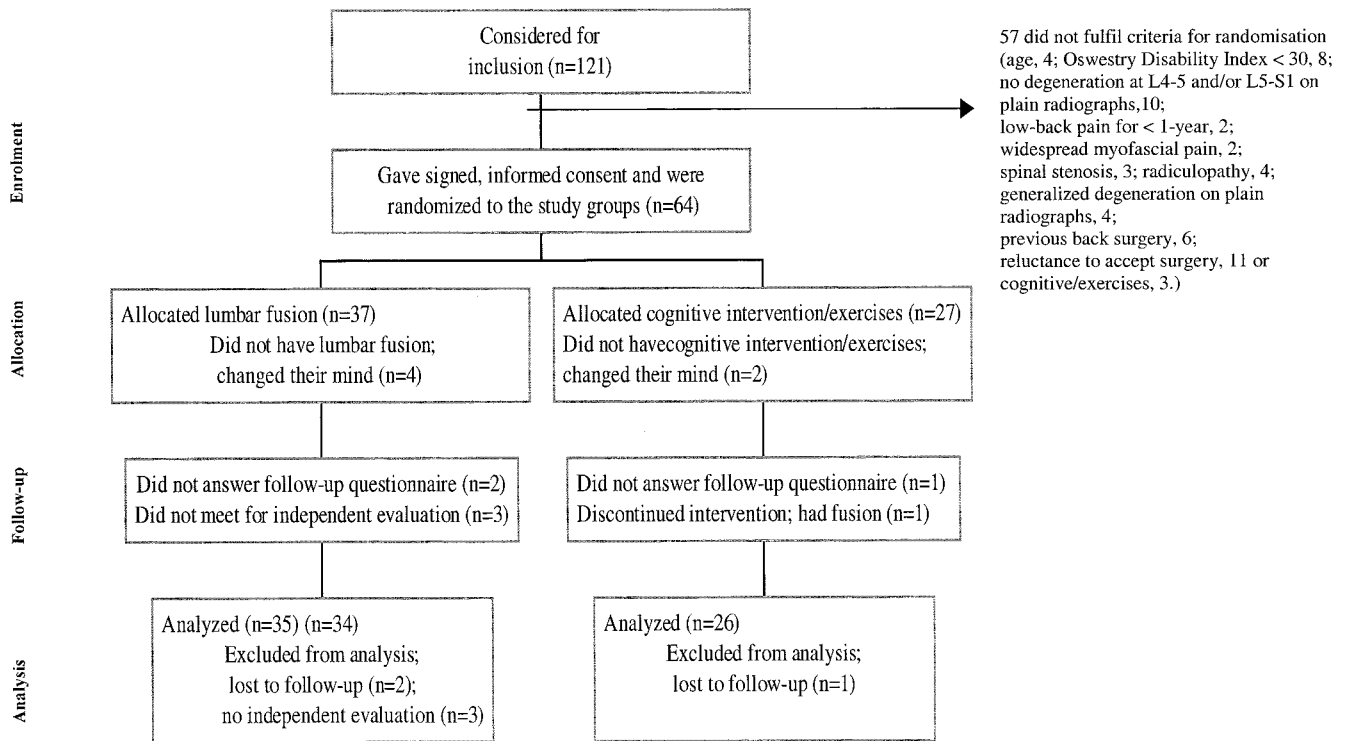 Considered for
inclusion (n=121)
57 did not fulfil criteria for randomisation
(age, 4; Oswestry Disability Index < 30, 8;
no degeneration at L4-5 and/or L5-S1 on
plain radiographs,10;
low-back pain for < 1-year, 2;
widespread myofascial pain, 2;
spinal stenosis, 3; radiculopathy, 4;
generalized degeneration on plain
radiographs, 4;
previous back surgery, 6;
reluctance to accept surgery, 11 or
cognitive/exercises, 3.)
Enrolment
Gave signed, informed consent and were
randomized to the study groups (n=64)
Allocation
Allocated lumbar fusion (n=37)
Did not have lumbar fusion;
changed their mind (n=4)
Allocated cognitive intervention/exercises (n=27)
Did not havecognitive intervention/exercises;
changed their mind (n=2)
Follow-up
Did not answer follow-up questionnaire (n=2)
Did not meet for independent evaluation (n=3)
Did not answer follow-up questionnaire (n=1)
Discontinued intervention; had fusion (n=1)
Analysis
Analyzed (n=35) (n=34)
Excluded from analysis;
lost to follow-up (n=2);
no independent evaluation (n=3)
Analyzed (n=26)
Excluded from analysis;
lost to follow-up (n=1)